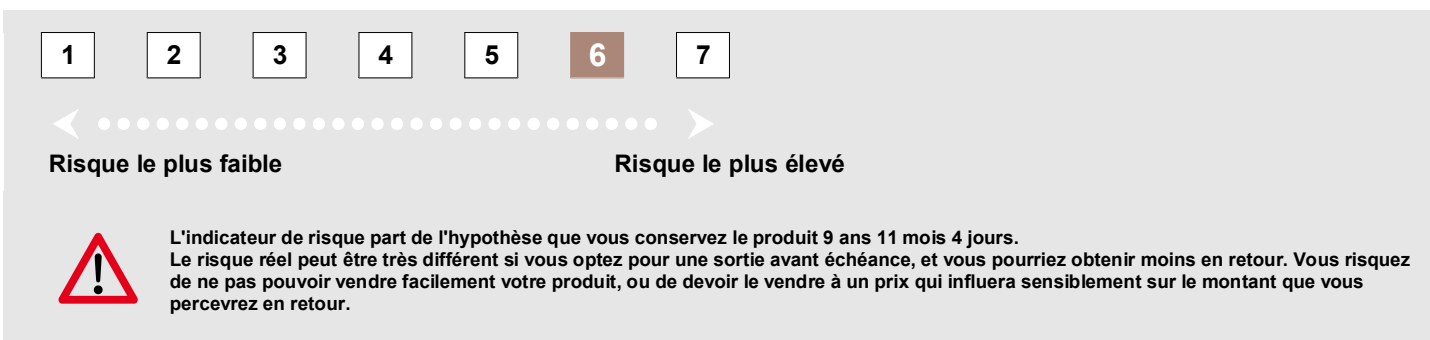 1 2 3 4 5 6 7
Risque le plus faible Risque le plus élevé
L'indicateur de risque part de l'hypothèse que vous conservez le produit 9 ans 11 mois 4 jours.
Le risque réel peut être très différent si vous optez pour une sortie avant échéance, et vous pourriez obtenir moins en retour. Vous risquez
de ne pas pouvoir vendre facilement votre produit, ou de devoir le vendre à un prix qui influera sensiblement sur le montant que vous
percevrez en retour.